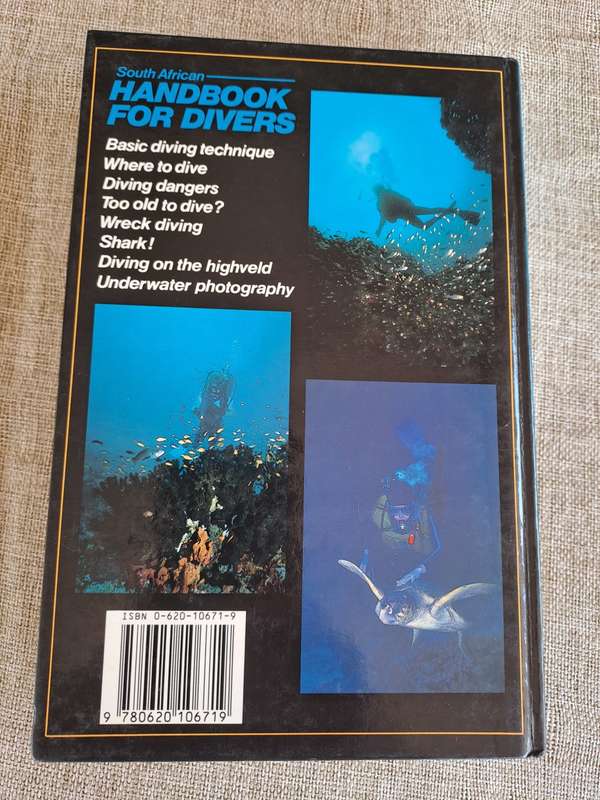 South African
HANDBOOK
FOR DIVERS
Basic diving technique
Where to dive
Diving dangers
Too old to dive?
Wreck diving
Shark!
Diving on the highveld
Underwater photography
ISBN 0-620-10671-9
9 780620 106719